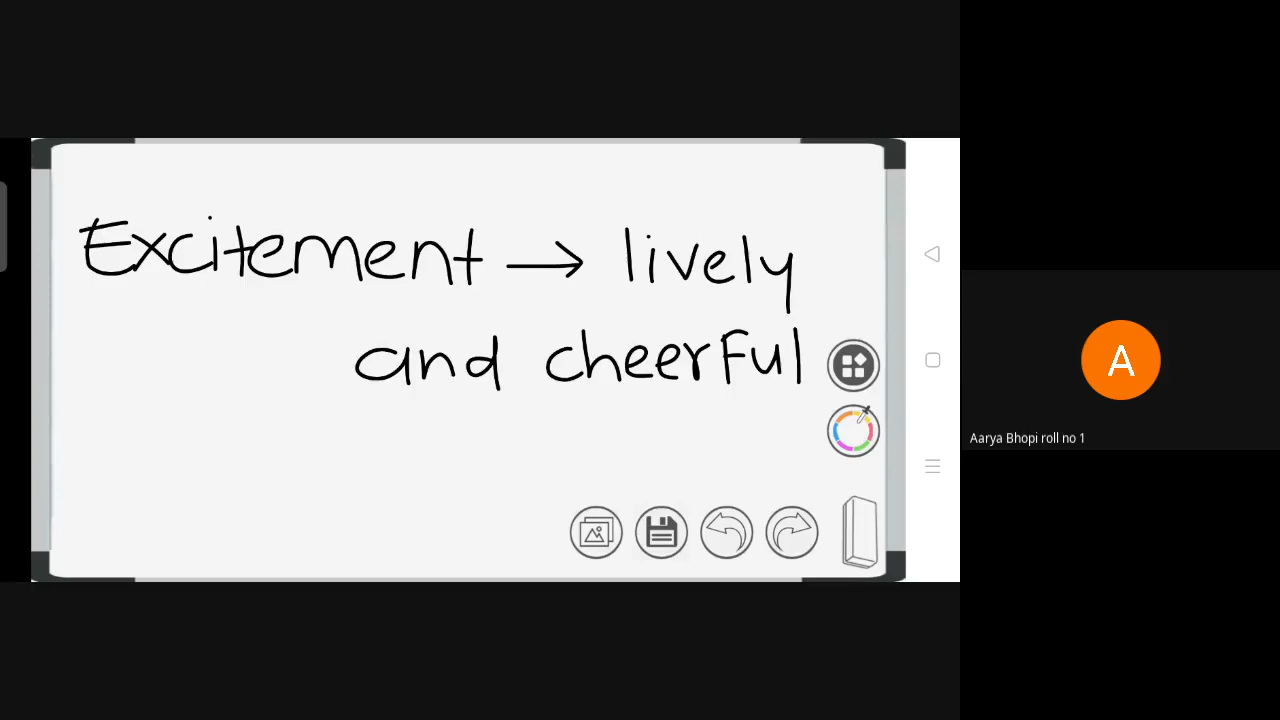 Excitement → lively
and cheerful
A
Aarya Bhopi roll no 1